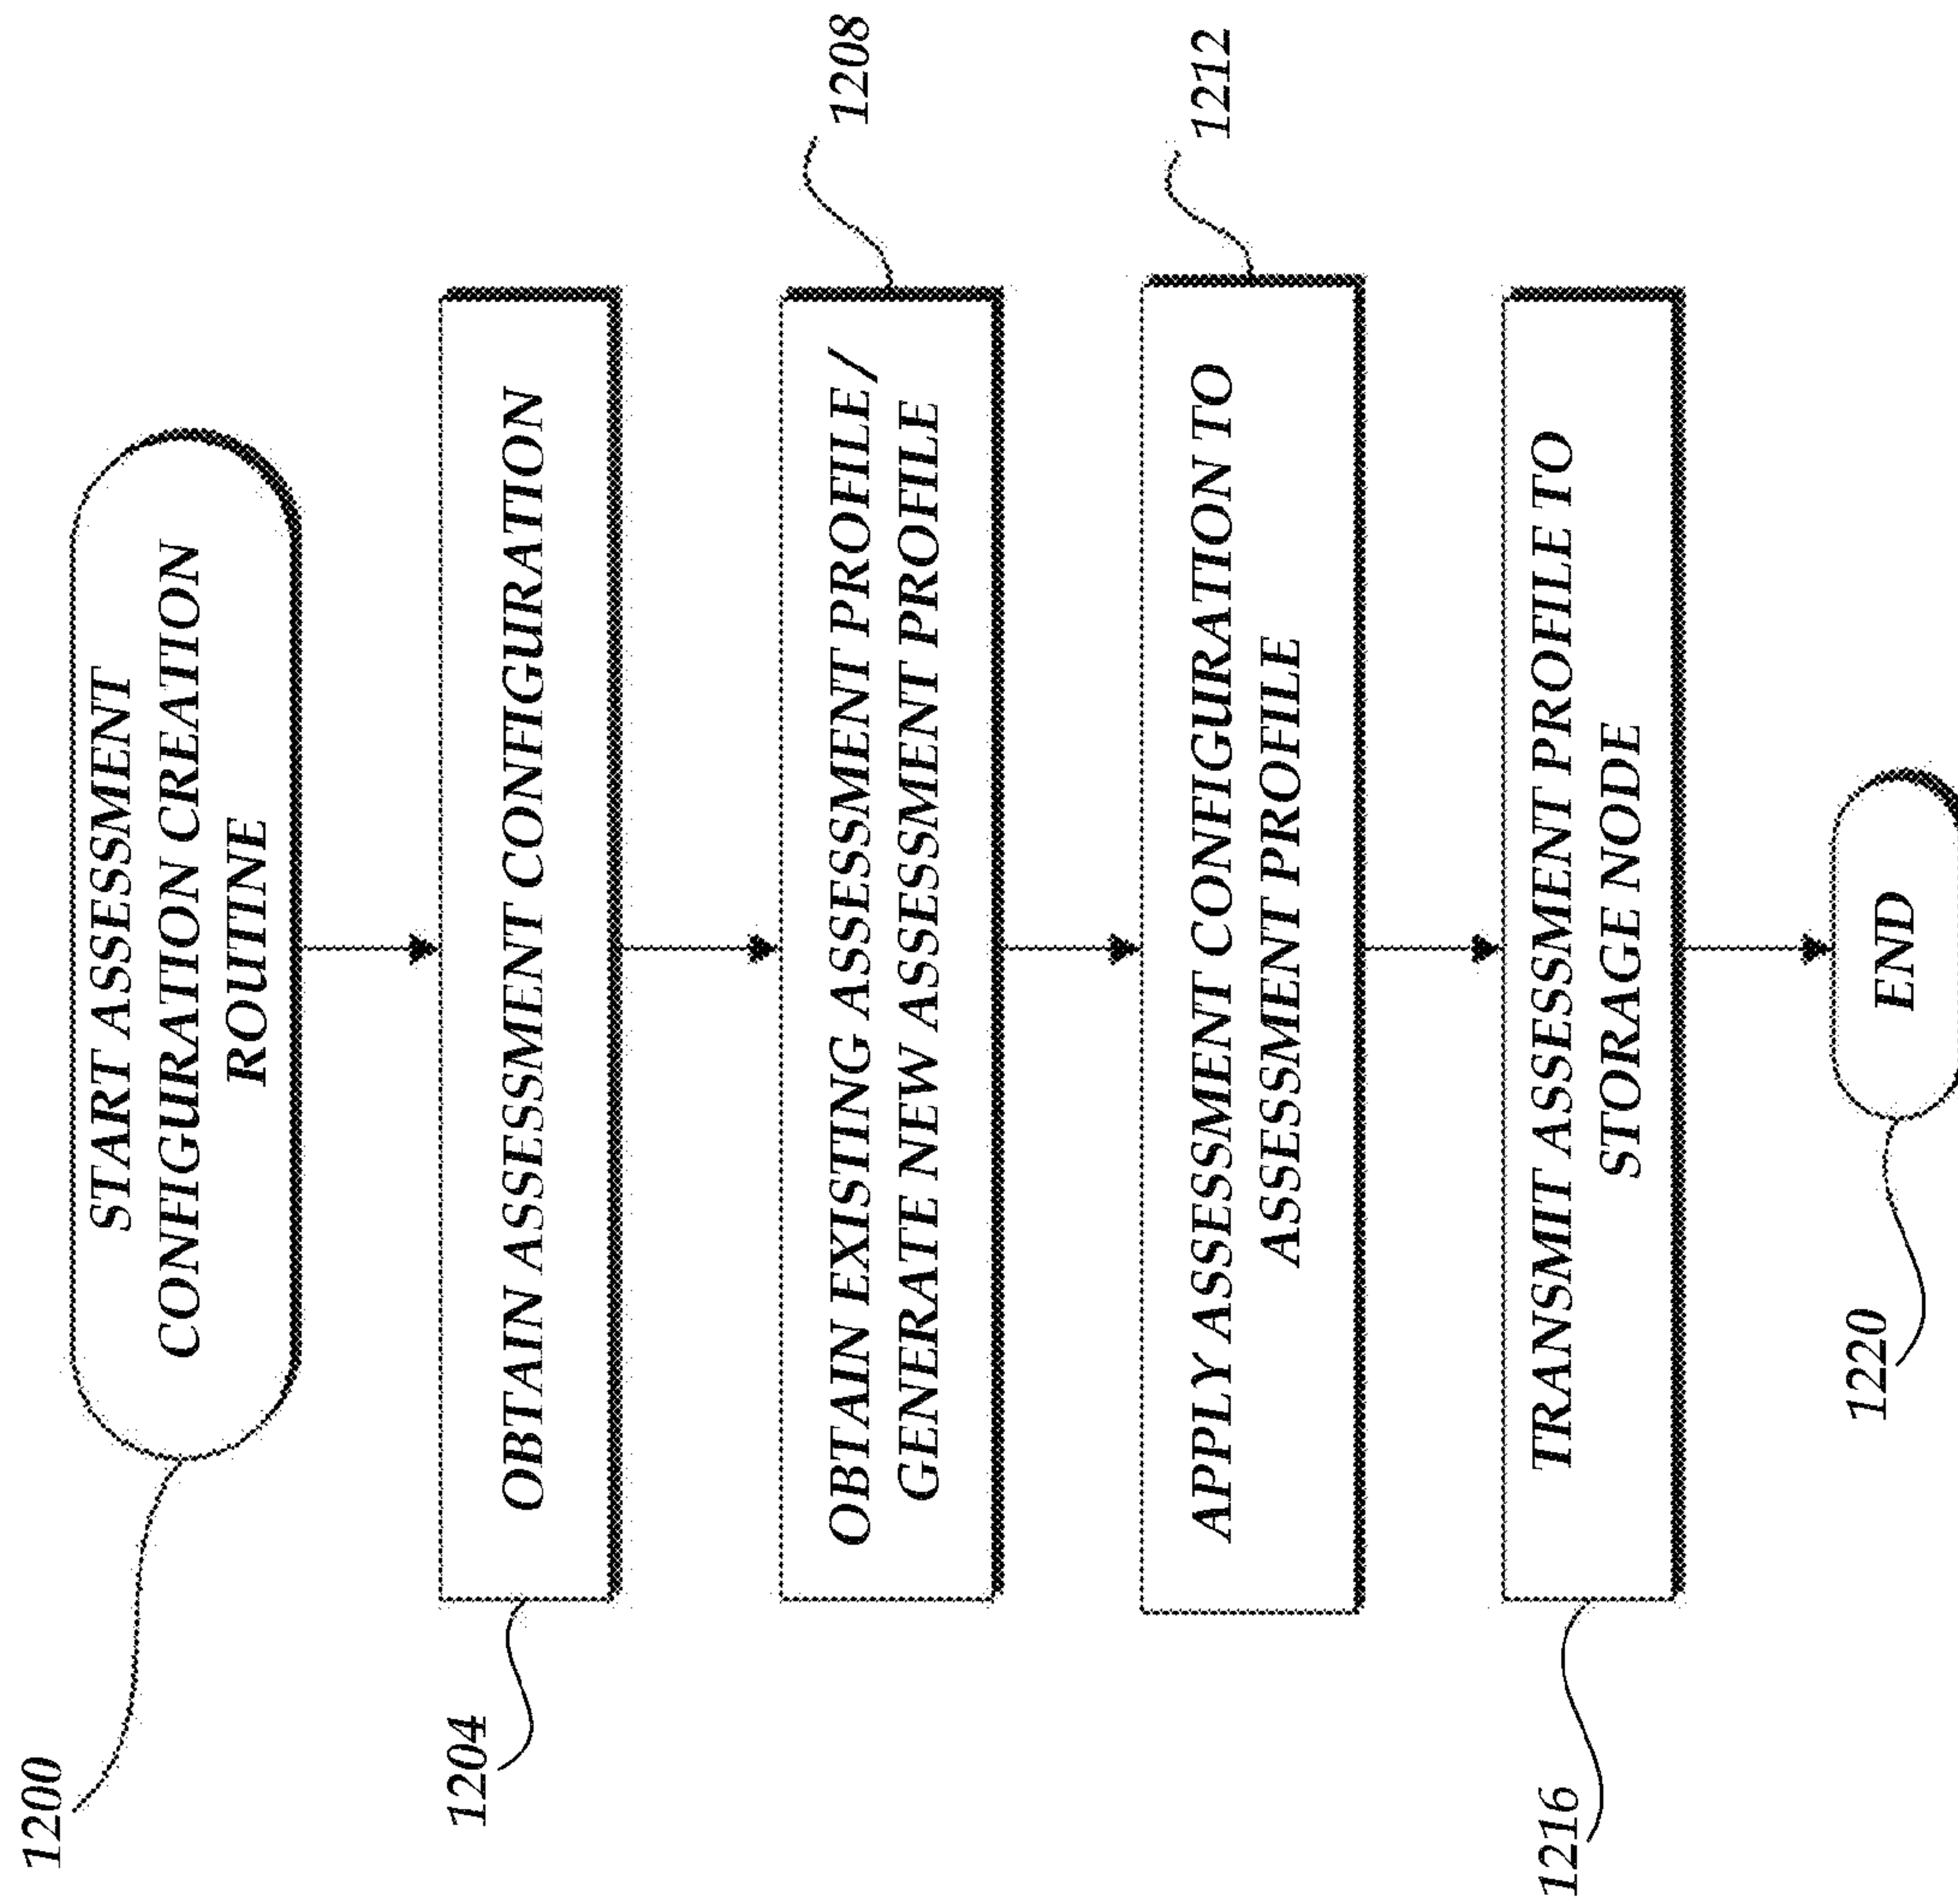 1200
START ASSESSMENT
CONFIGURATION CREATION
ROUTINE
1204
OBTAIN ASSESSMENT CONFIGURATION
1208
OBTAIN EXISTING ASSESSMENT PROFILE /
GENERATE NEW ASSESSMENT PROFILE
1212
APPLY ASSESSMENT CONFIGURATION TO
ASSESSMENT PROFILE
1216
TRANSMIT ASSESSMENT PROFILE TO
STORAGE NODE
1220
END